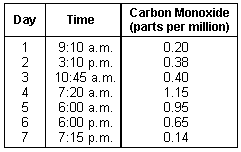 Day Time Carbon Monoxide (parts per million)
1 9:10 a.m. 0.20
2 3:10 p.m. 0.38
3 10:45 a.m. 0.40
4 7:20 a.m. 1.15
5 6:00 a.m. 0.95
6 6:00 p.m. 0.65
7 7:15 p.m. 0.14